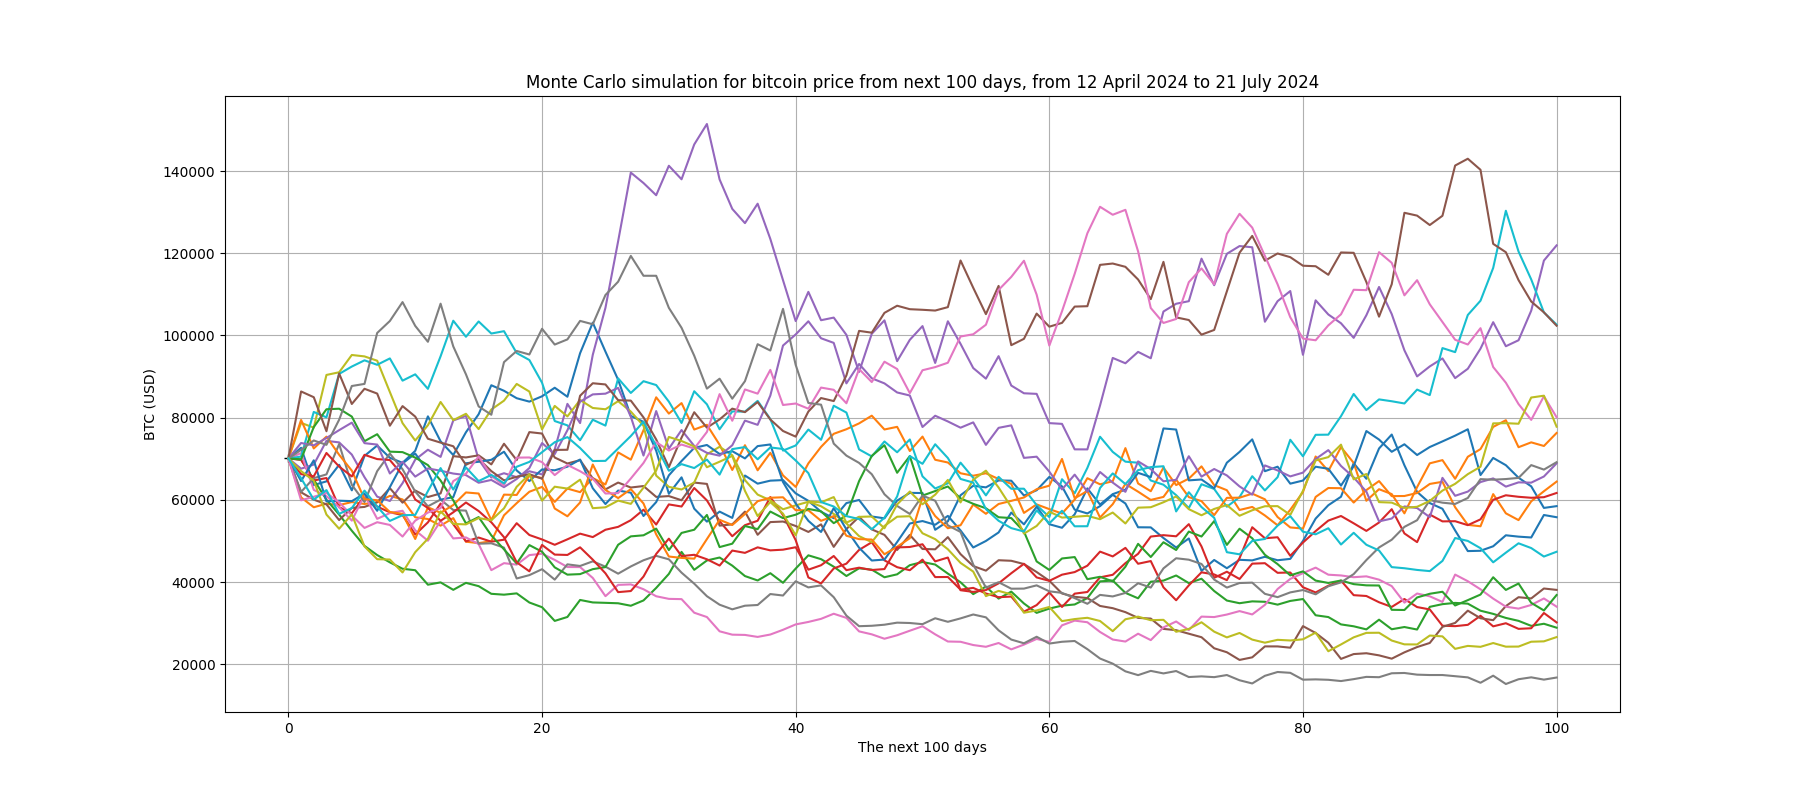 Monte Carlo simulation for bitcoin price from next 100 days, from 12 April 2024 to 21 July 2024
BTC (USD)
140000
120000
100000
80000
60000
40000
20000
0 20 40 60 80 100
The next 100 days